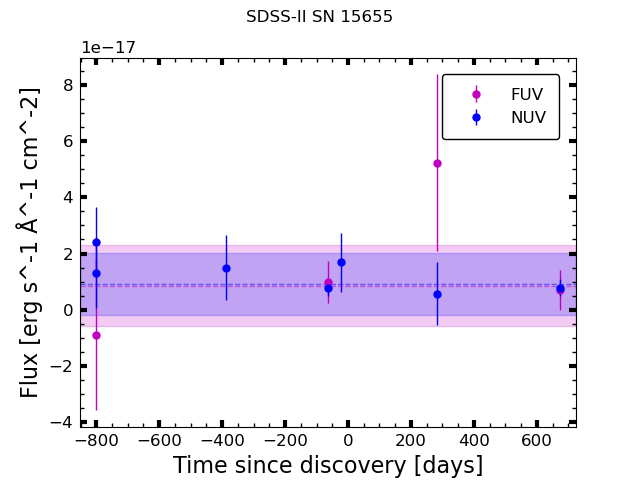 SDSS-II SN 15655
1e−17
FUV
NUV
8
6
4
2
0
−2
−4
Flux [erg s^-1 Å^-1 cm^-2]
−800 −600 −400 −200 0 200 400 600
Time since discovery [days]